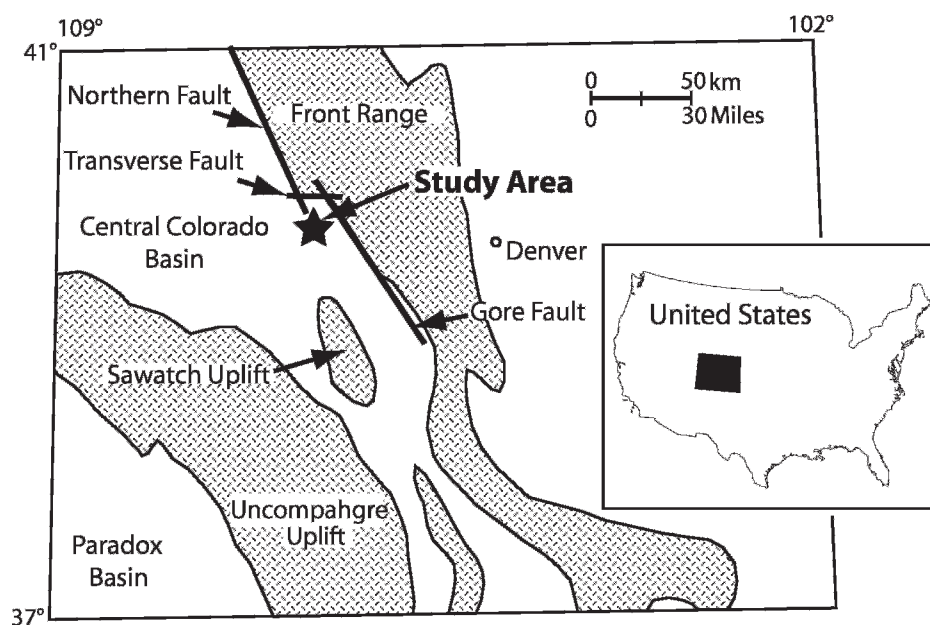 109°
102°
41°
Northern Fault
Front Range
0 50 km
0 30 Miles
Transverse Fault
Study Area
Central Colorado
Basin
Denver
Gore Fault
United States
Sawatch Uplift
Uncompahgre
Uplift
Paradox
Basin
37°